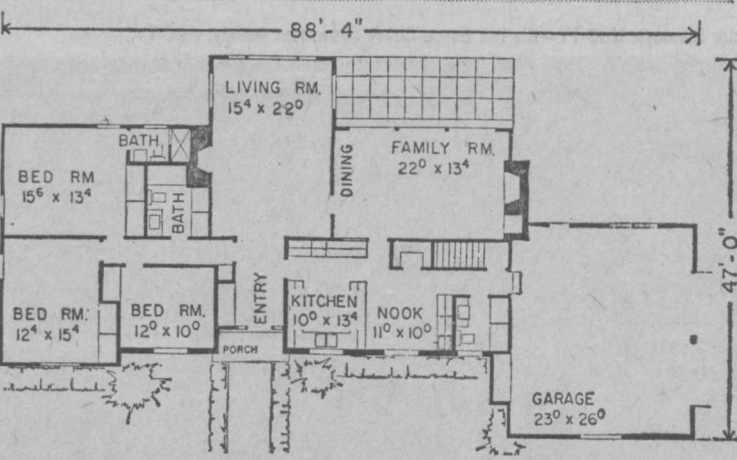 88'-4"
LIVING RM.
15⁴ x 22⁰
BATH
BED RM
15⁶ x 13⁴
BATH
DINING
FAMILY RM.
22⁰ x 13⁴
47'-0"
BED RM.
12⁴ x 15⁴
BED RM.
12⁰ x 10⁰
ENTRY
KITCHEN
10⁰ x 13⁴
NOOK
11⁰ x 10⁰
PORCH
GARAGE
23⁰ x 26⁰